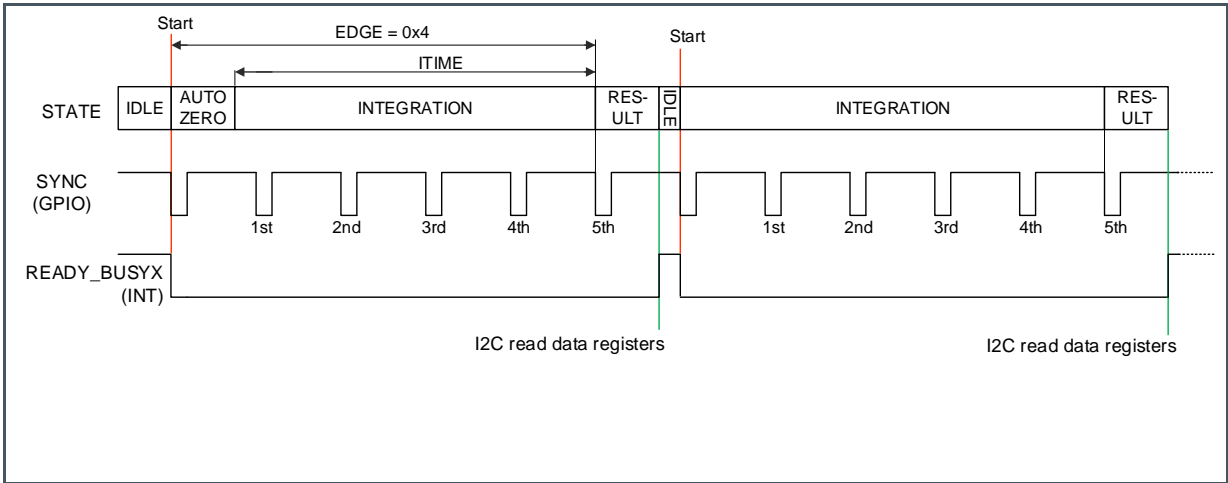 Start
EDGE = 0x4
Start
ITIME
STATE
IDLE
AUTO
ZERO
INTEGRATION
RES-
ULT
IDLE
INTEGRATION
RES-
ULT
SYNC
(GPIO)
1st
2nd
3rd
4th
5th
1st
2nd
3rd
4th
5th
READY_BUSYX
(INT)
I2C read data registers
I2C read data registers